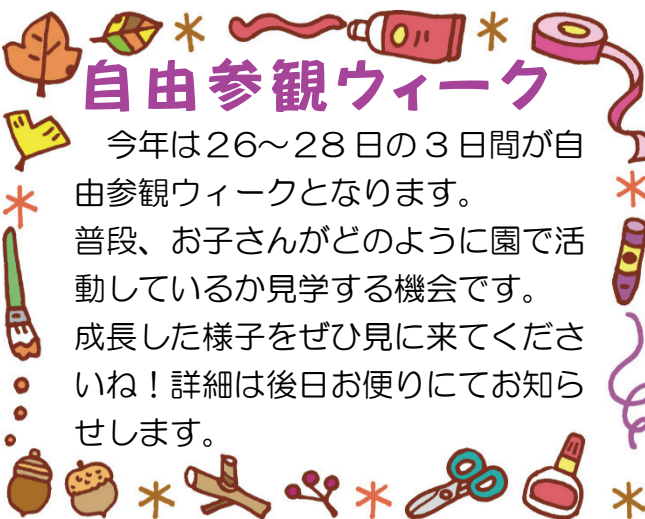 自由参観ウィーク
　今年は26～28日の3日間が自
由参観ウィークとなります。
普段、お子さんがどのように園で活
動しているか見学する機会です。
成長した様子をぜひ見に来てくださ
いね！詳細は後日お便りにてお知ら
せします。